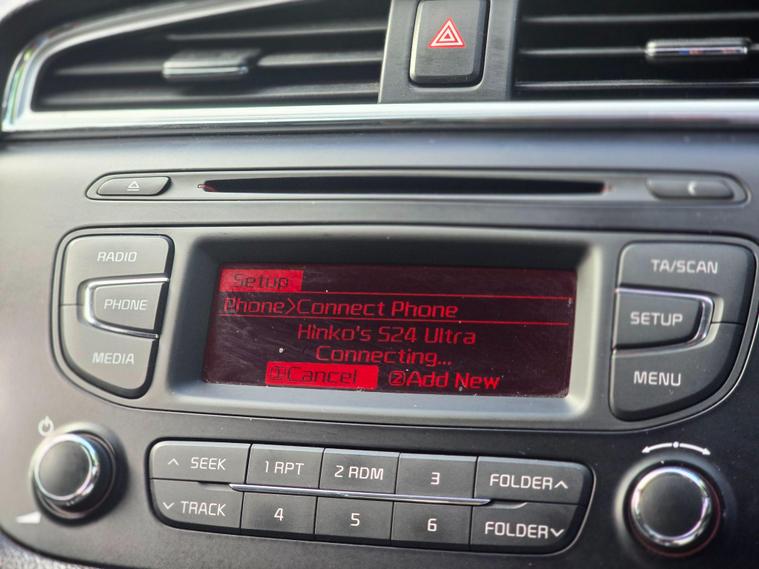 RADIO
PHONE
MEDIA
Setup
Phone>Connect Phone
Hinko's S24 Ultra
Connecting...
①Cancel ②Add New
TA/SCAN
SETUP
MENU
∧ SEEK
1 RPT
2 RDM
3
FOLDER∧
∨ TRACK
4
5
6
FOLDER∨